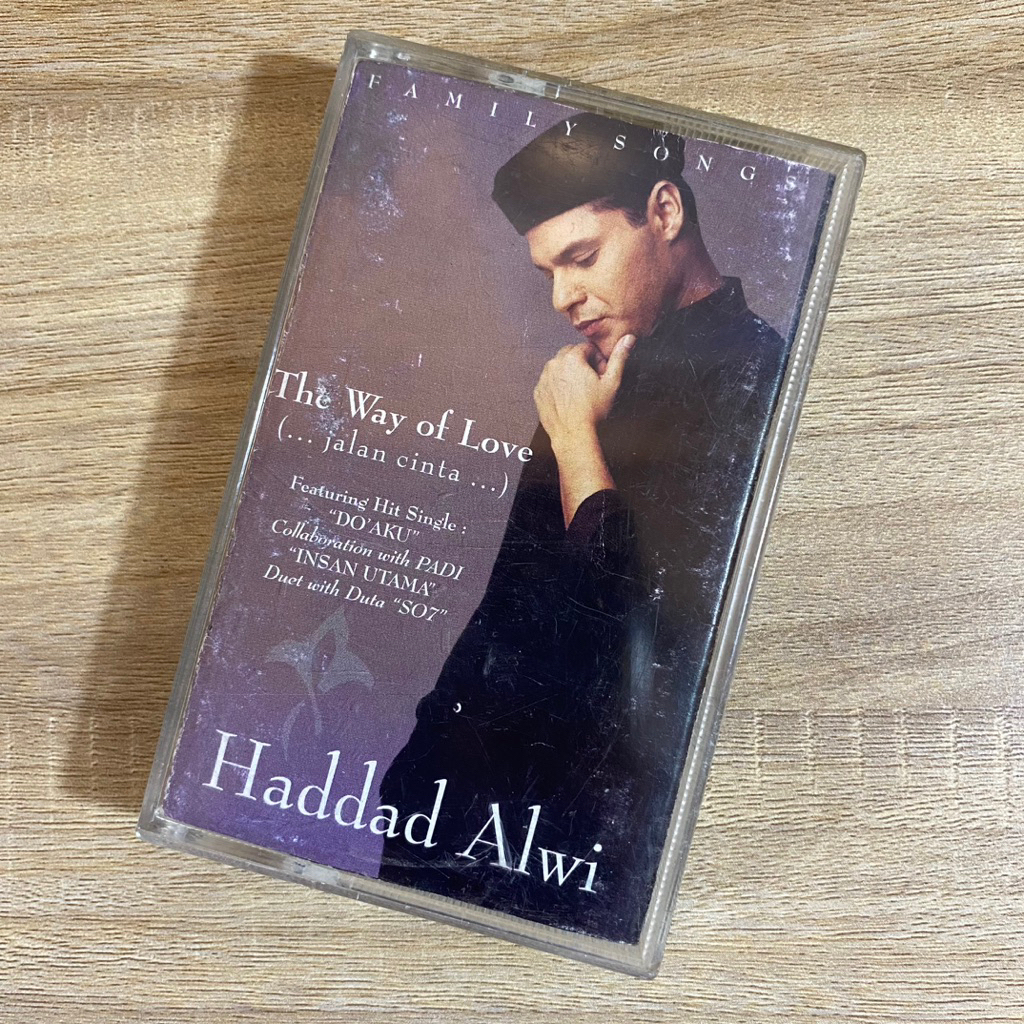 FAMILY SONGS
The Way of Love
(... jalan cinta ...)
Featuring Hit Single :
"DO'AKU"
Collaboration with PADI
"INSAN UTAMA"
Duet with Duta "SO7"
Haddad Alwi